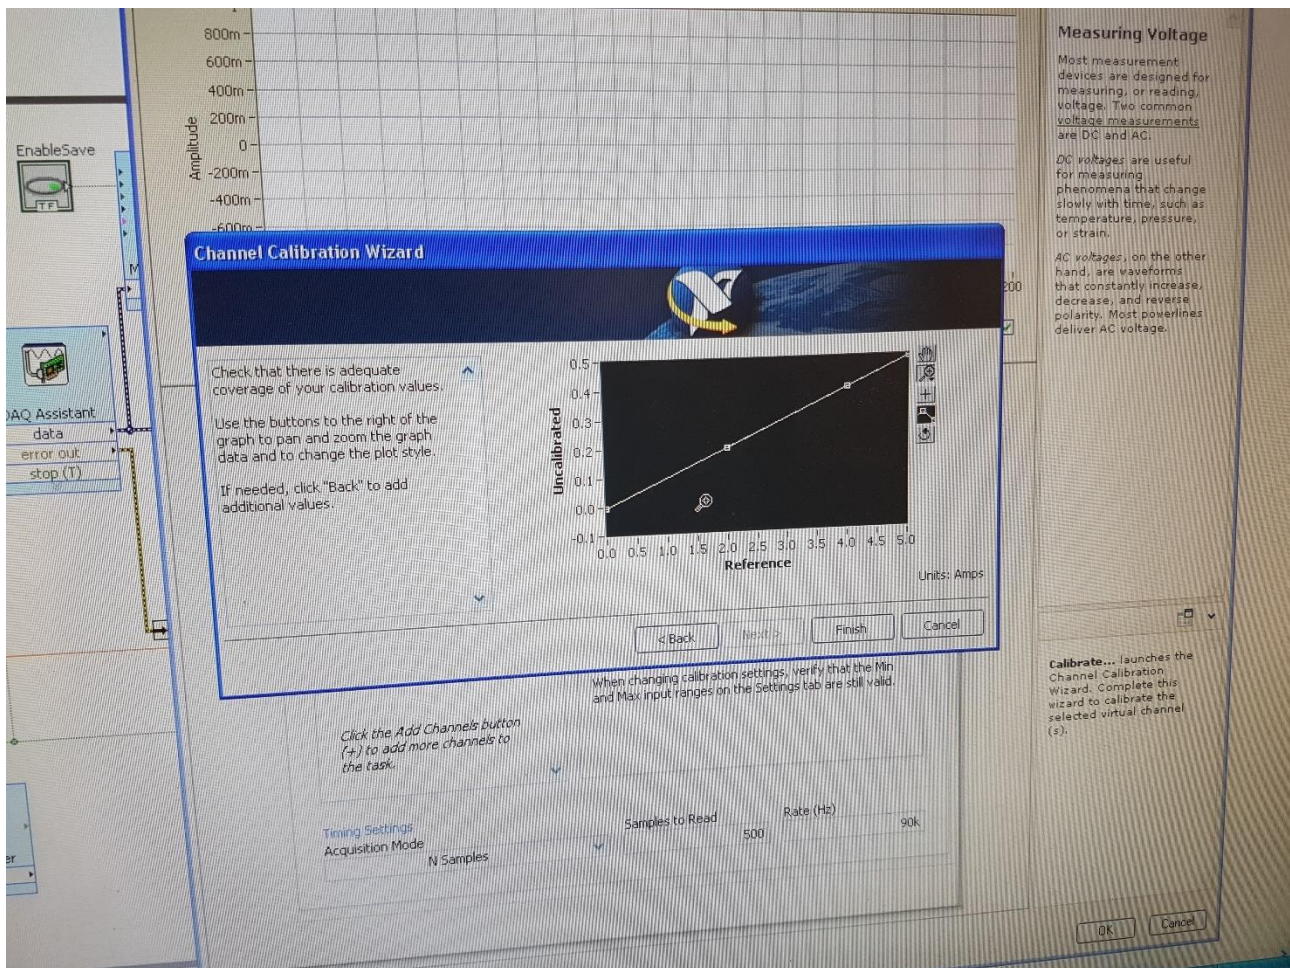 800m
600m
400m
200m
0
-200m
-400m
-600m
Amplitude
EnableSave
TF
M
200
DAQ Assistant
data
error out
stop (T)
er
Measuring Voltage
Most measurement
devices are designed for
measuring, or reading,
voltage. Two common
voltage measurements
are DC and AC.
DC voltages are useful
for measuring
phenomena that change
slowly with time, such as
temperature, pressure,
or strain.
AC voltages, on the other
hand, are waveforms
that constantly increase,
decrease, and reverse
polarity. Most powerlines
deliver AC voltage.
Channel Calibration Wizard
Check that there is adequate
coverage of your calibration values.
Use the buttons to the right of the
graph to pan and zoom the graph
data and to change the plot style.
If needed, click "Back" to add
additional values.
Uncalibrated
0.5
0.4
0.3
0.2
0.1
0.0
-0.1
0.0 0.5 1.0 1.5 2.0 2.5 3.0 3.5 4.0 4.5 5.0
Reference
Units: Amps
< Back Next > Finish Cancel
When changing calibration settings, verify that the Min
and Max input ranges on the Settings tab are still valid.
Click the Add Channels button
(+) to add more channels to
the task.
Timing Settings
Acquisition Mode
N Samples
Samples to Read
500
Rate (Hz)
90k
Calibrate... launches the
Channel Calibration
Wizard. Complete this
wizard to calibrate the
selected virtual channel
(s).
OK Cancel